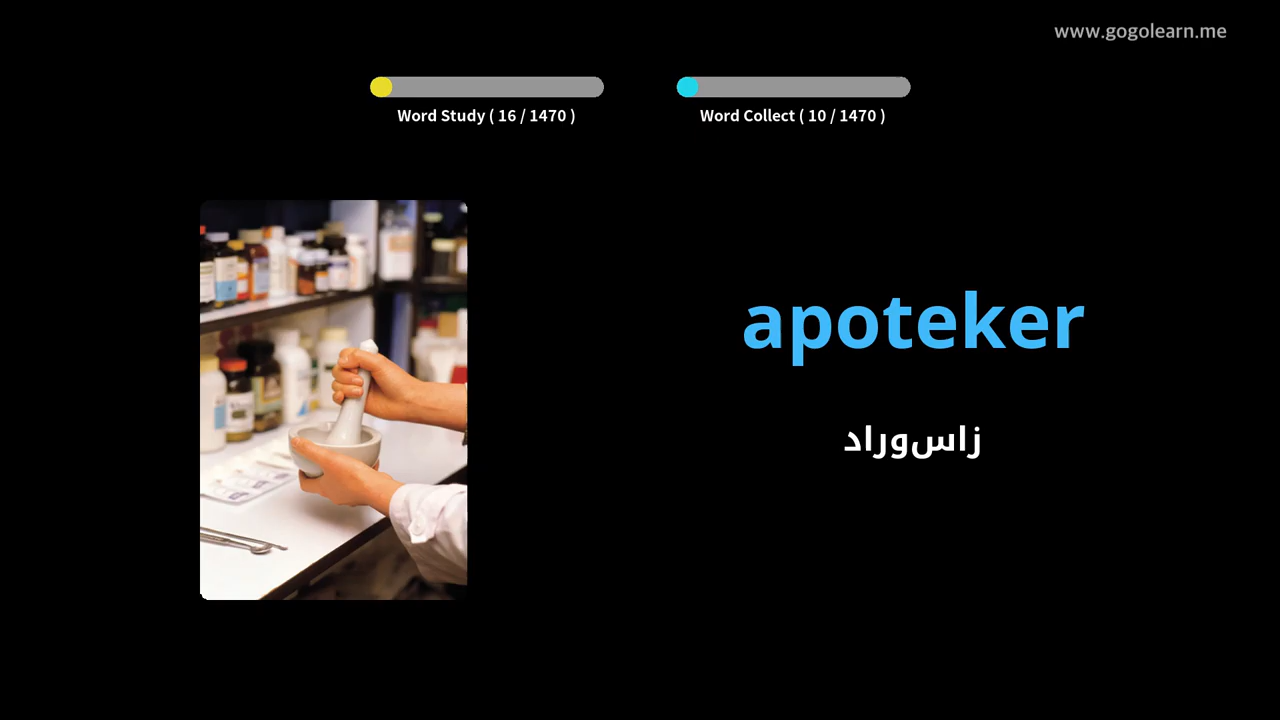 www.gogolearn.me
Word Study ( 16 / 1470 )
Word Collect ( 10 / 1470 )
apoteker
زاسوراد